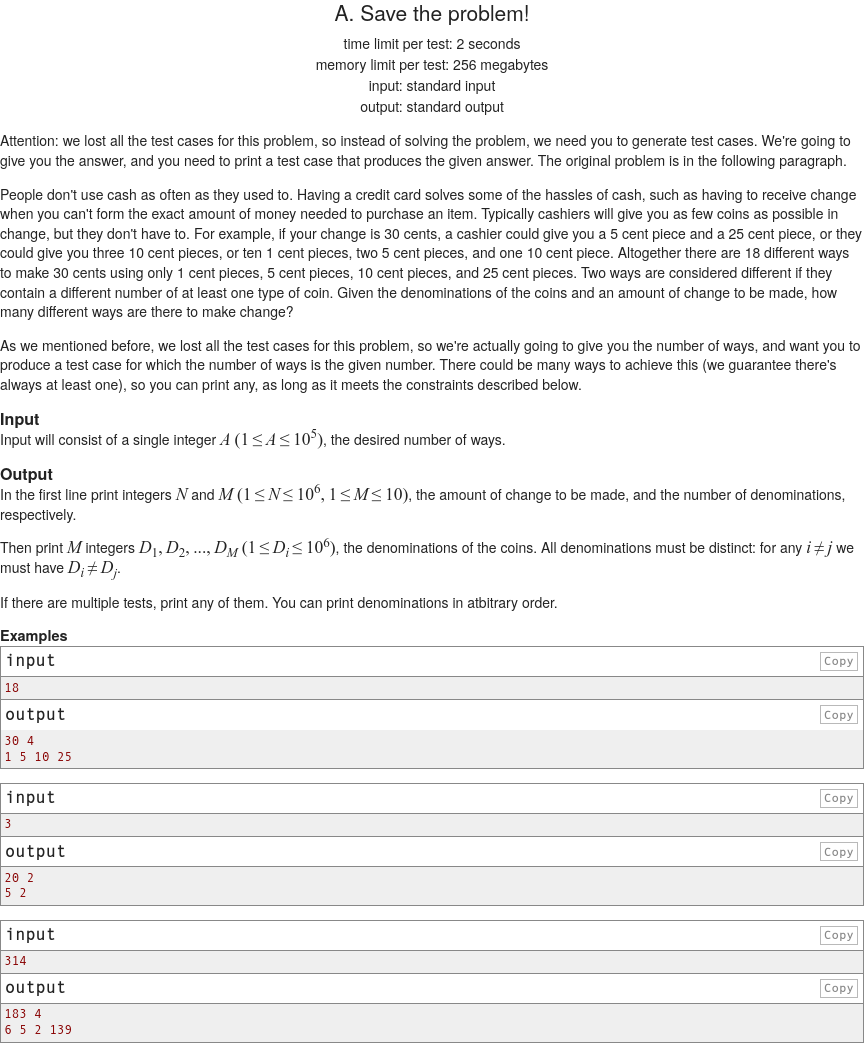 A. Save the problem!
time limit per test: 2 seconds
memory limit per test: 256 megabytes
input: standard input
output: standard output
Attention: we lost all the test cases for this problem, so instead of solving the problem, we need you to generate test cases. We're going to
give you the answer, and you need to print a test case that produces the given answer. The original problem is in the following paragraph.
People don't use cash as often as they used to. Having a credit card solves some of the hassles of cash, such as having to receive change
when you can't form the exact amount of money needed to purchase an item. Typically cashiers will give you as few coins as possible in
change, but they don't have to. For example, if your change is 30 cents, a cashier could give you a 5 cent piece and a 25 cent piece, or they
could give you three 10 cent pieces, or ten 1 cent pieces, two 5 cent pieces, and one 10 cent piece. Altogether there are 18 different ways
to make 30 cents using only 1 cent pieces, 5 cent pieces, 10 cent pieces, and 25 cent pieces. Two ways are considered different if they
contain a different number of at least one type of coin. Given the denominations of the coins and an amount of change to be made, how
many different ways are there to make change?
As we mentioned before, we lost all the test cases for this problem, so we're actually going to give you the number of ways, and want you to
produce a test case for which the number of ways is the given number. There could be many ways to achieve this (we guarantee there's
always at least one), so you can print any, as long as it meets the constraints described below.
Input
Input will consist of a single integer A (1 ≤ A ≤ 10^5), the desired number of ways.
Output
In the first line print integers N and M (1 ≤ N ≤ 10^6, 1 ≤ M ≤ 10), the amount of change to be made, and the number of denominations,
respectively.
Then print M integers D_1, D_2, ..., D_M (1 ≤ D_i ≤ 10^6), the denominations of the coins. All denominations must be distinct: for any i ≠ j we
must have D_i ≠ D_j.
If there are multiple tests, print any of them. You can print denominations in atbitrary order.
Examples
input
Copy
18
output
Copy
30 4
1 5 10 25
input
Copy
3
output
Copy
20 2
5 2
input
Copy
314
output
Copy
183 4
6 5 2 139